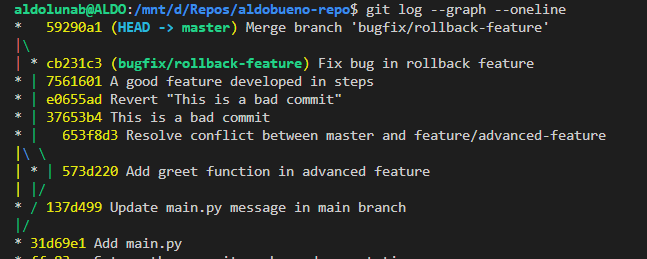 aldolunab@ALDO:/mnt/d/Repos/aldobueno-repo$ git log --graph --oneline
*   59290a1 (HEAD -> master) Merge branch 'bugfix/rollback-feature'
|\
| * cb231c3 (bugfix/rollback-feature) Fix bug in rollback feature
* | 7561601 A good feature developed in steps
* | e0655ad Revert "This is a bad commit"
* | 37653b4 This is a bad commit
* |   653f8d3 Resolve conflict between master and feature/advanced-feature
|\ \
| * | 573d220 Add greet function in advanced feature
| |/
* / 137d499 Update main.py message in main branch
|/
* 31d69e1 Add main.py